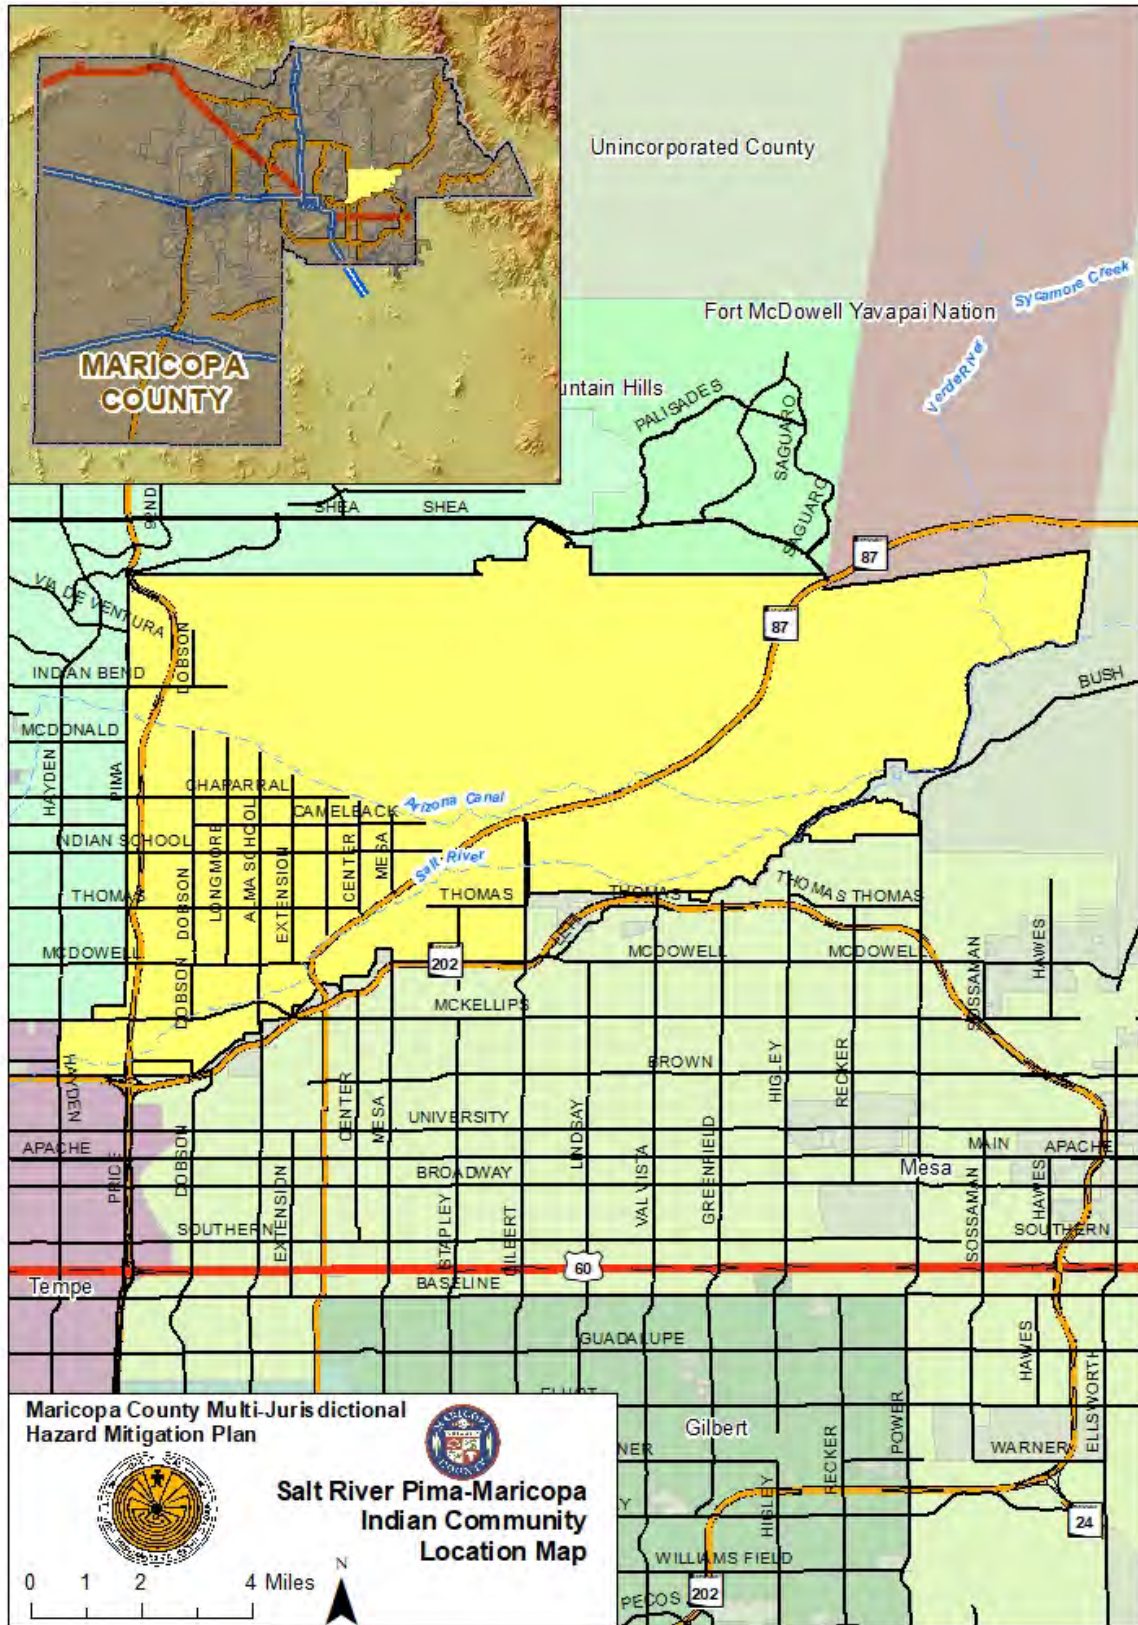 Unincorporated County
Sycamore Creek
Fort McDowell Yavapai Nation
Verde River
MARICOPA
COUNTY
untain Hills
PALISADES
SAGUARO
SAGUARO
SHEA
SHEA
92ND
87
87
VIA DE VENTURA
DOBSON
INDIAN BEND
BUSH
MCDONALD
HAYDEN
PIMA
CHAPARRAL
Arizona Canal
CAMELBACK
INDIAN SCHOOL
LONGMORE
ALMA SCHOOL
EXTENSION
CENTER
MESA
Salt River
THOMAS
DOBSON
THOMAS
THOMAS
THOMAS
THOMAS
MCDOWELL
202
MCDOWELL
MCDOWELL
SOSSAMAN
HAWES
DOBSON
MCKELLIPS
HAYDEN
BROWN
HIGLEY
RECKER
CENTER
MESA
UNIVERSITY
LINDSAY
GREENFIELD
MAIN
APACHE
APACHE
PRICE
DOBSON
BROADWAY
VAL VISTA
Mesa
SOSSAMAN
HAWES
SOUTHERN
EXTENSION
STAPLEY
GILBERT
SOUTHERN
60
Tempe
BASELINE
GUADALUPE
HAWES
ELLSWORTH
Gilbert
POWER
RECKER
NER
WARNER
HIGLEY
24
WILLIAMS FIELD
202
PECOS
Maricopa County Multi-Jurisdictional
Hazard Mitigation Plan
MARICOPA
COUNTY
Salt River Pima-Maricopa
Indian Community
Location Map
N
0 1 2 4 Miles